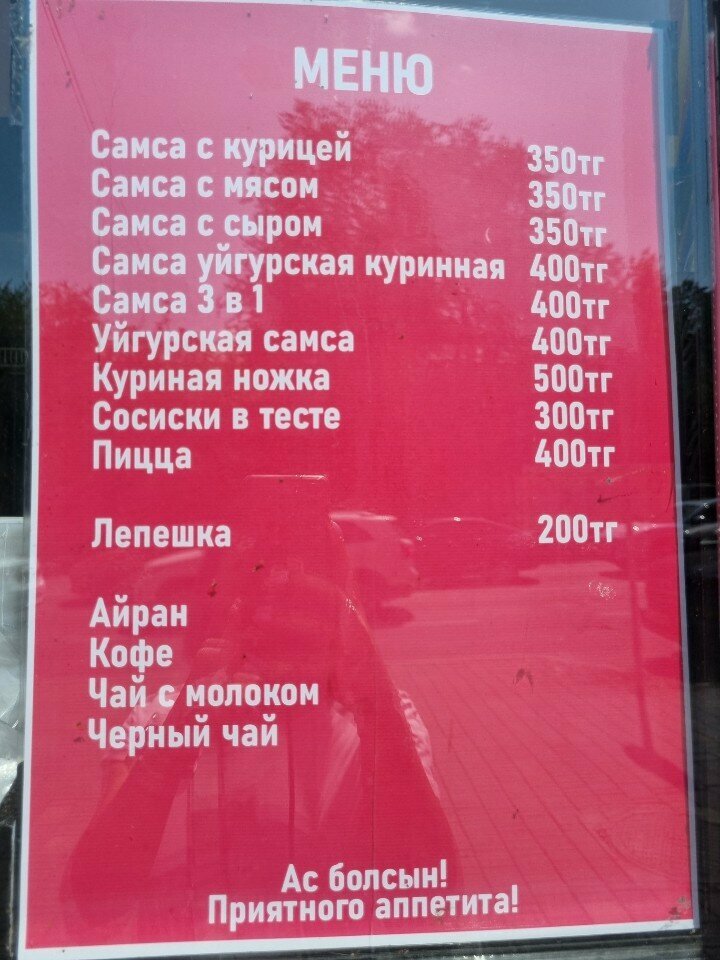 МЕНЮ
Самса с курицей 350тг
Самса с мясом 350тг
Самса с сыром 350тг
Самса уйгурская куринная 400тг
Самса 3 в 1 400тг
Уйгурская самса 400тг
Куриная ножка 500тг
Сосиски в тесте 300тг
Пицца 400тг
Лепешка 200тг
Айран
Кофе
Чай с молоком
Черный чай
Ас болсын!
Приятного аппетита!